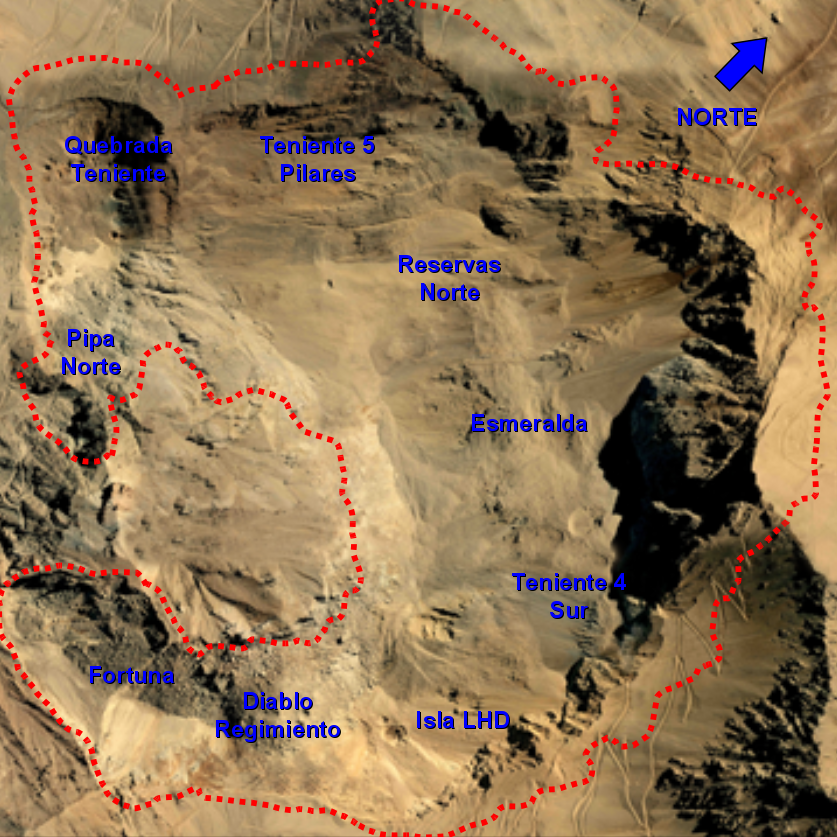 NORTE
Quebrada
Teniente
Teniente 5
Pilares
Reservas
Norte
Pipa
Norte
Esmeralda
Teniente 4
Sur
Fortuna
Diablo
Regimiento
Isla LHD